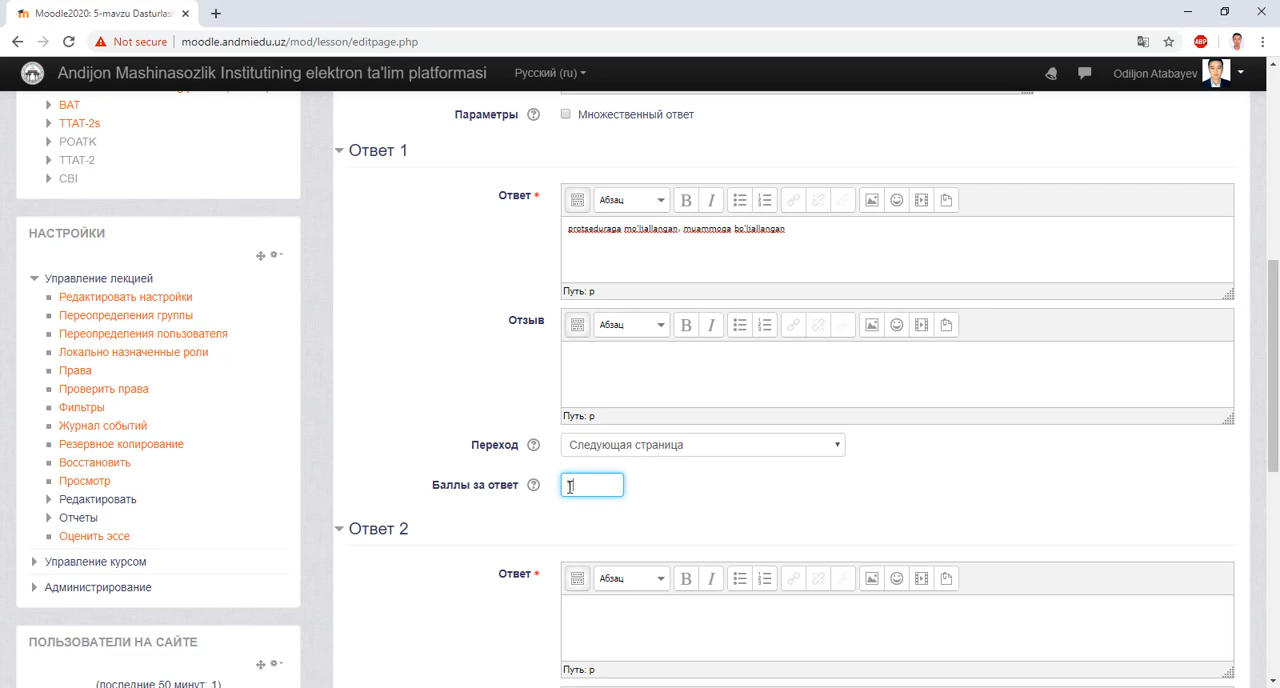 Moodle2020: 5-mavzu Dasturlas
Not secure
moodle.andmiedu.uz/mod/lesson/editpage.php
ABP
Andijon Mashinasozlik Institutining elektron ta'lim platformasi
Русский (ru)
Odiljon Atabayev
BAT
TTAT-2s
POATK
TTAT-2
CBI
НАСТРОЙКИ
Управление лекцией
Редактировать настройки
Переопределения группы
Переопределения пользователя
Локально назначенные роли
Права
Проверить права
Фильтры
Журнал событий
Резервное копирование
Восстановить
Просмотр
Редактировать
Отчеты
Оценить эссе
Управление курсом
Администрирование
ПОЛЬЗОВАТЕЛИ НА САЙТЕ
(последние 50 минут: 1)
Параметры
Множественный ответ
Ответ 1
Ответ *
Абзац
B I
protseduraga mo'ljallangan, muammoga bo'ljallangan
Путь: p
Отзыв
Абзац
B I
Путь: p
Переход
Следующая страница
Баллы за ответ
Ответ 2
Ответ *
Абзац
B I
Путь: p